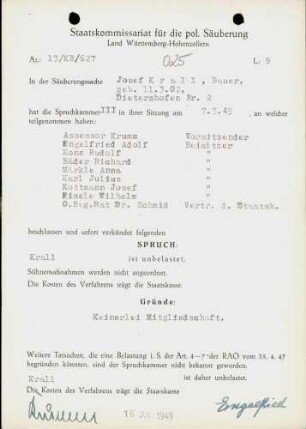 Staatskommissariat für die pol. Säuberung
Land Württemberg-Hohenzollern
Az: 13/KB/627
025
L: 9
In der Säuberungssache Josef Krall, Bauer,
geb. 11.3.02,
Dietershofen Nr. 2
hat die Spruchkammer III in ihrer Sitzung am 7.3.49, an welcher
teilgenommen haben:
Assessor Krumm Vorsitzender
Engelfried Adolf Beisitzer
Konz Rudolf "
Bäder Richard "
Märkle Anna "
Karl Julius "
Kottmann Josef "
Eisele Wilhelm "
O.Reg.Rat Dr. Schmid Vertr. d. Staatsk.
beschlossen und sofort verkündet folgenden
SPRUCH:
Krall
ist unbelastet.
Sühnemaßnahmen werden nicht angeordnet.
Die Kosten des Verfahrens trägt die Staatskasse.
Gründe:
Keinerlei Mitgliedschaft.
Weitere Tatsachen, die eine Belastung i. S. der Art. 4—7 der RAO vom 25. 4. 47
begründen könnten, sind der Spruchkammer nicht bekannt geworden.
Krall ist daher unbelastet.
Die Kosten des Verfahrens trägt die Staatskasse
Krumm
1949
Engelfried